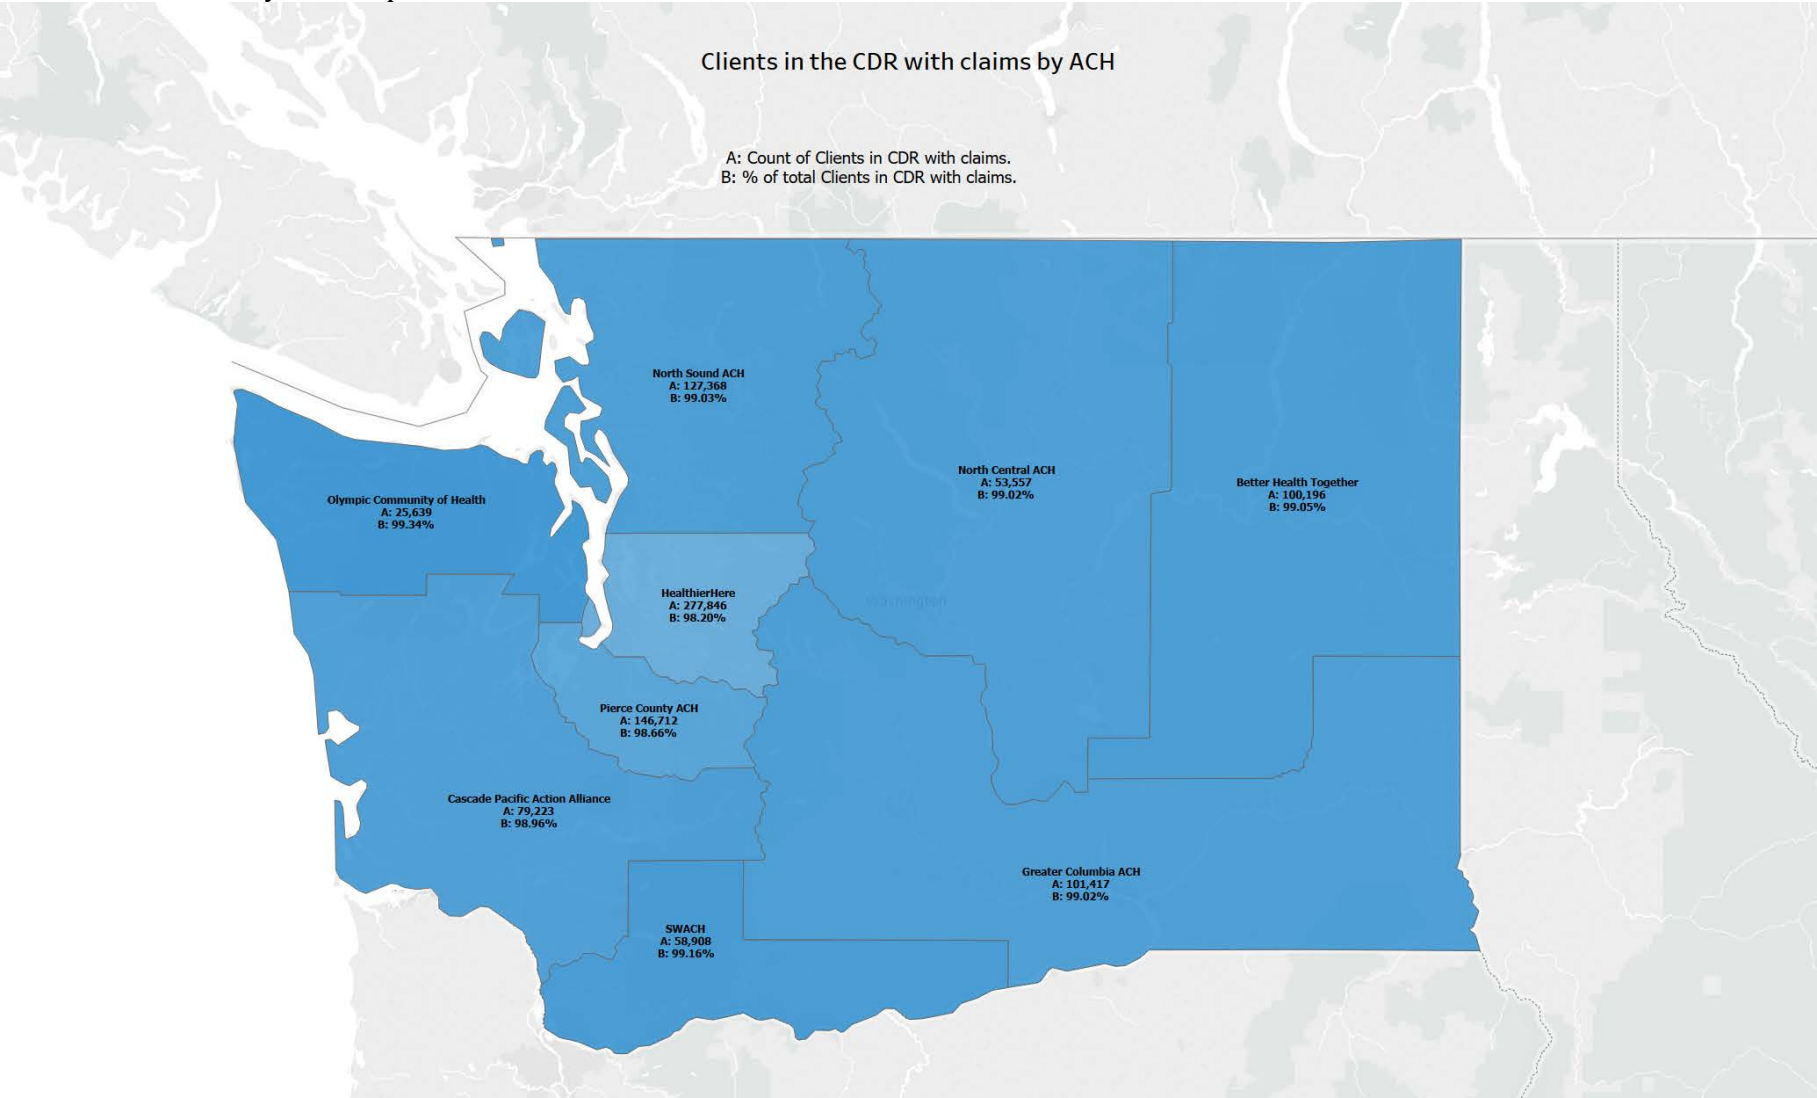 Clients in the CDR with claims by ACH
A: Count of Clients in CDR with claims.
B: % of total Clients in CDR with claims.
North Sound ACH
A: 127,368
B: 99.03%
North Central ACH
A: 53,557
B: 99.02%
Better Health Together
A: 100,196
B: 99.05%
Olympic Community of Health
A: 25,639
B: 99.34%
HealthierHere
A: 277,846
B: 98.20%
Washington
Pierce County ACH
A: 146,712
B: 98.66%
Cascade Pacific Action Alliance
A: 79,223
B: 98.96%
Greater Columbia ACH
A: 101,417
B: 99.02%
SWACH
A: 58,908
B: 99.16%